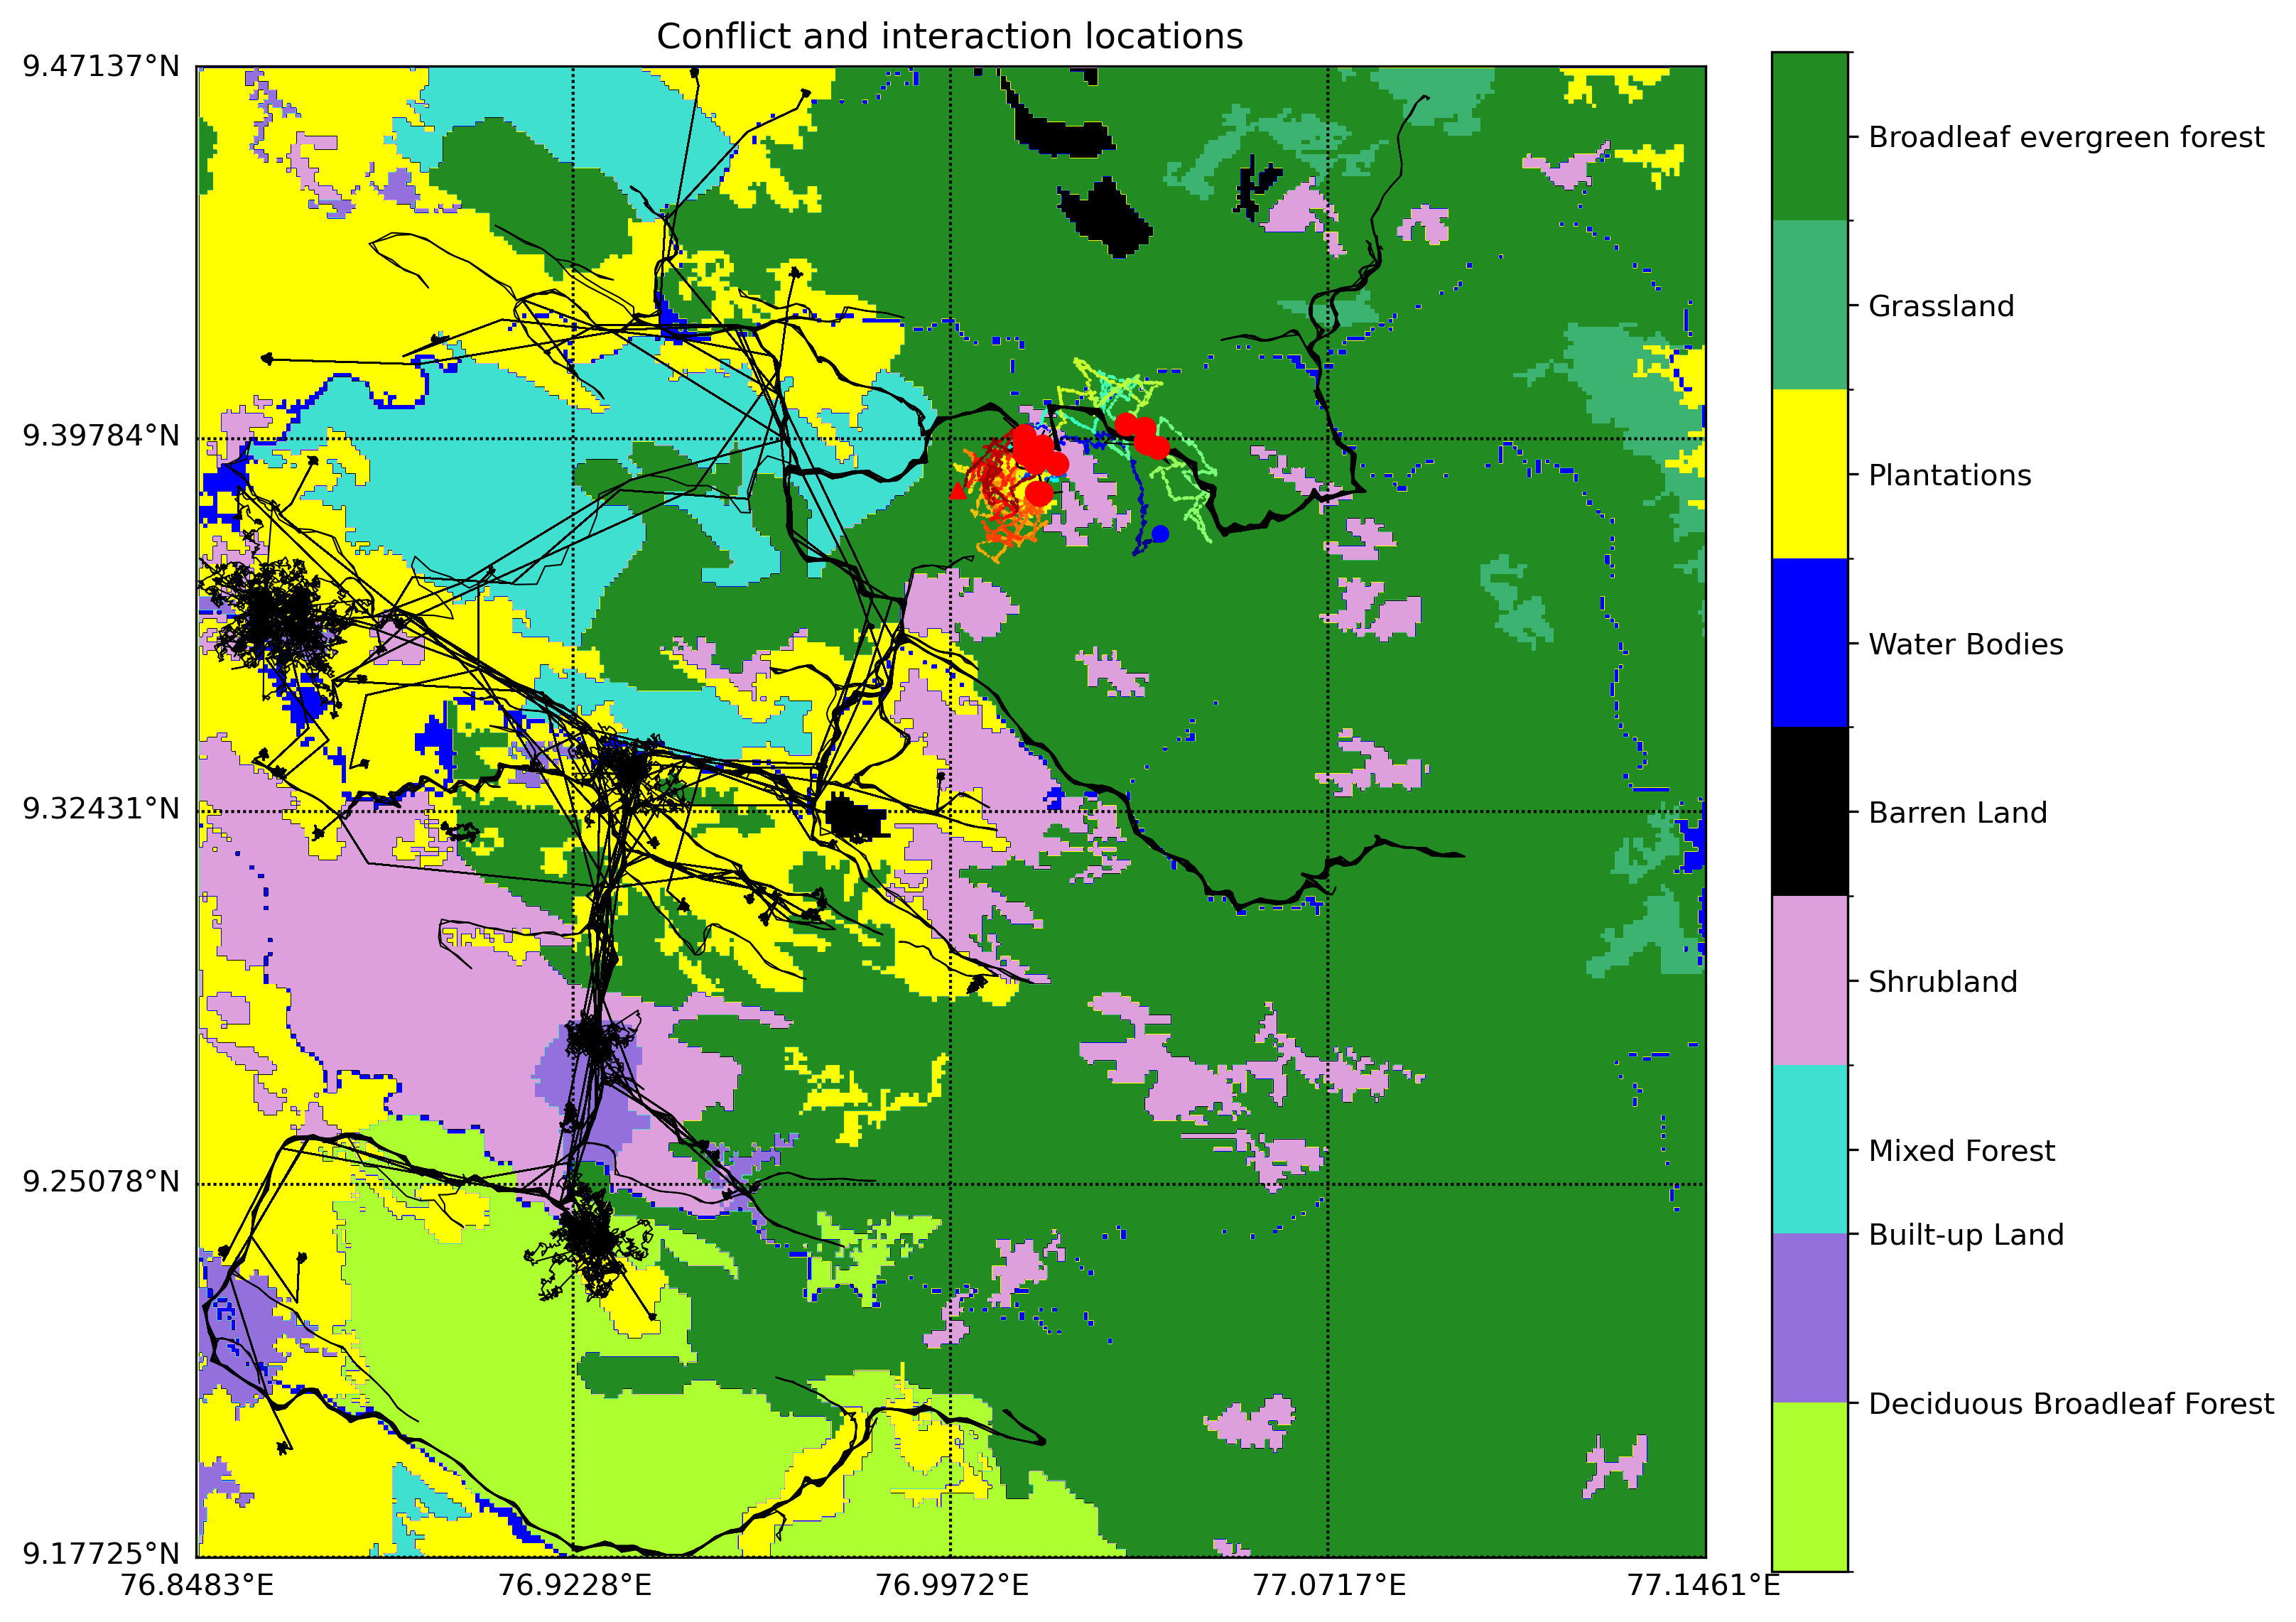 Conflict and interaction locations
9.47137°N
9.39784°N
9.32431°N
9.25078°N
9.17725°N
76.8483°E
76.9228°E
76.9972°E
77.0717°E
77.1461°E
Broadleaf evergreen forest
Grassland
Plantations
Water Bodies
Barren Land
Shrubland
Mixed Forest
Built-up Land
Deciduous Broadleaf Forest